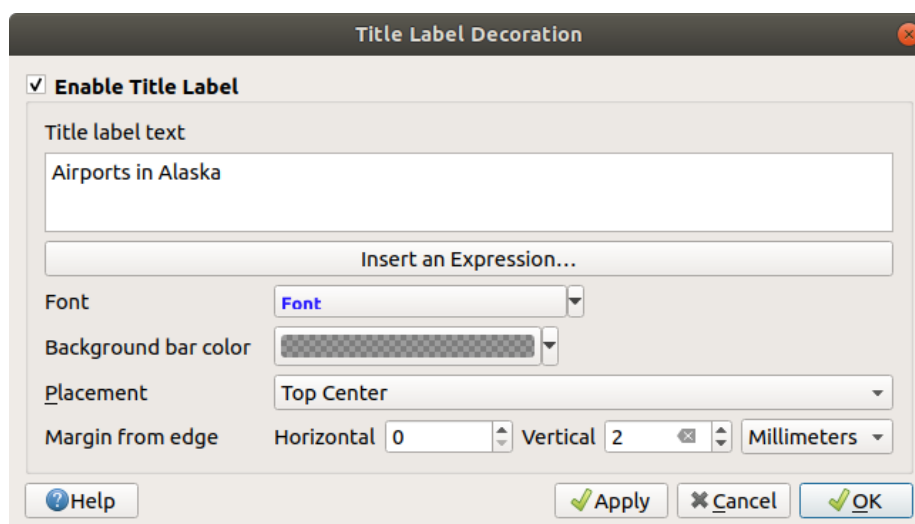 Title Label Decoration
Enable Title Label
Title label text
Airports in Alaska
Insert an Expression...
Font Font
Background bar color
Placement Top Center
Margin from edge Horizontal 0 Vertical 2 Millimeters
Help Apply Cancel OK